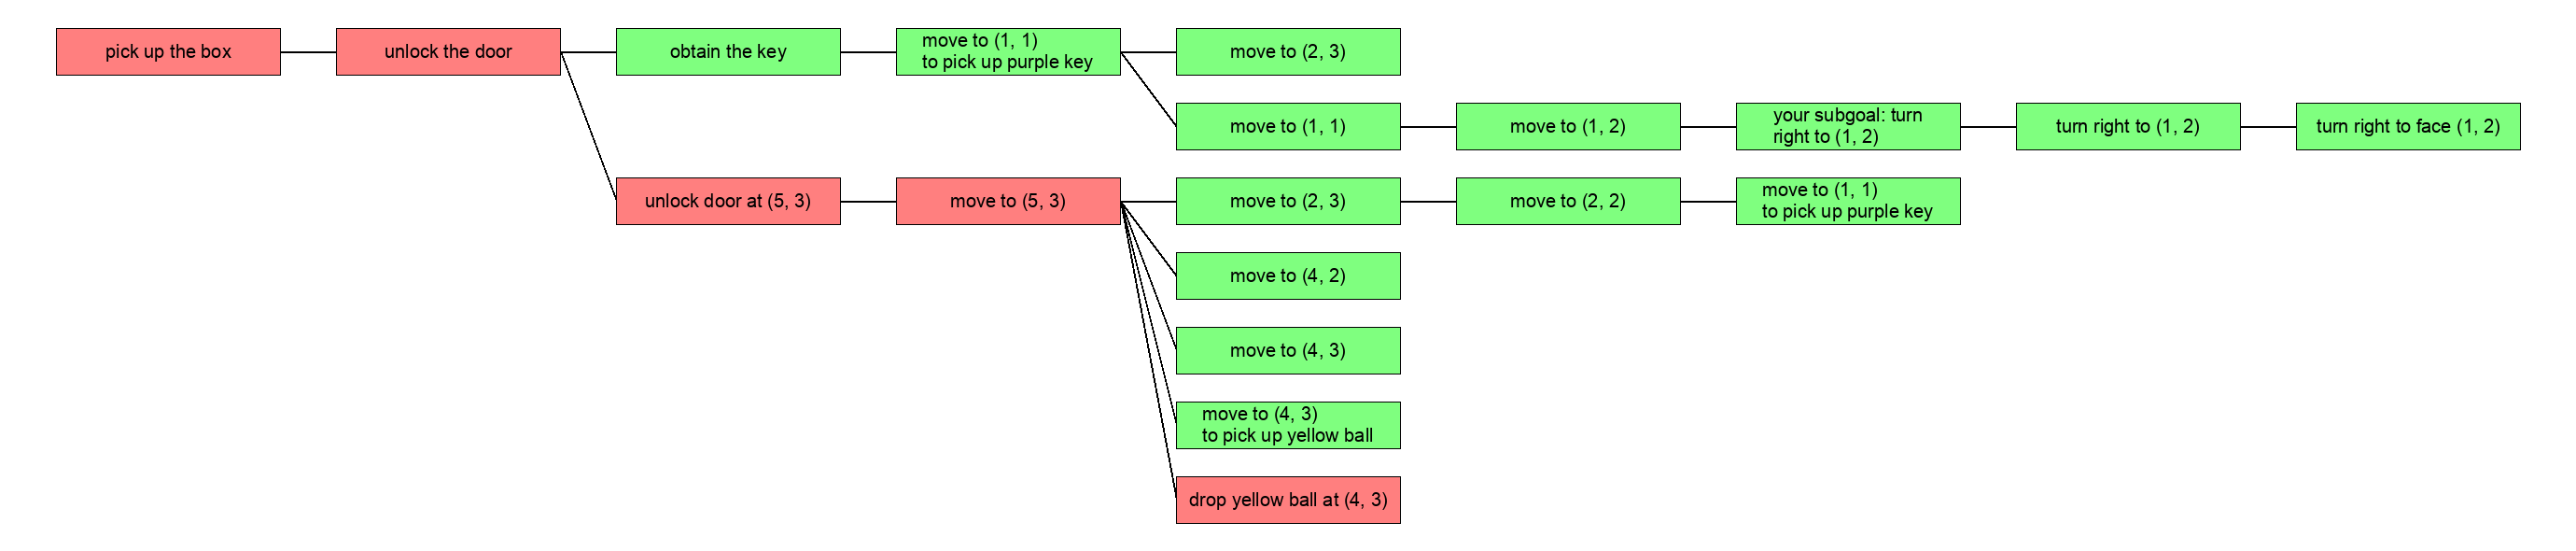 pick up the box
unlock the door
obtain the key
move to (1, 1)
to pick up purple key
move to (2, 3)
move to (1, 1)
move to (1, 2)
your subgoal: turn
right to (1, 2)
turn right to (1, 2)
turn right to face (1, 2)
unlock door at (5, 3)
move to (5, 3)
move to (2, 3)
move to (2, 2)
move to (1, 1)
to pick up purple key
move to (4, 2)
move to (4, 3)
move to (4, 3)
to pick up yellow ball
drop yellow ball at (4, 3)